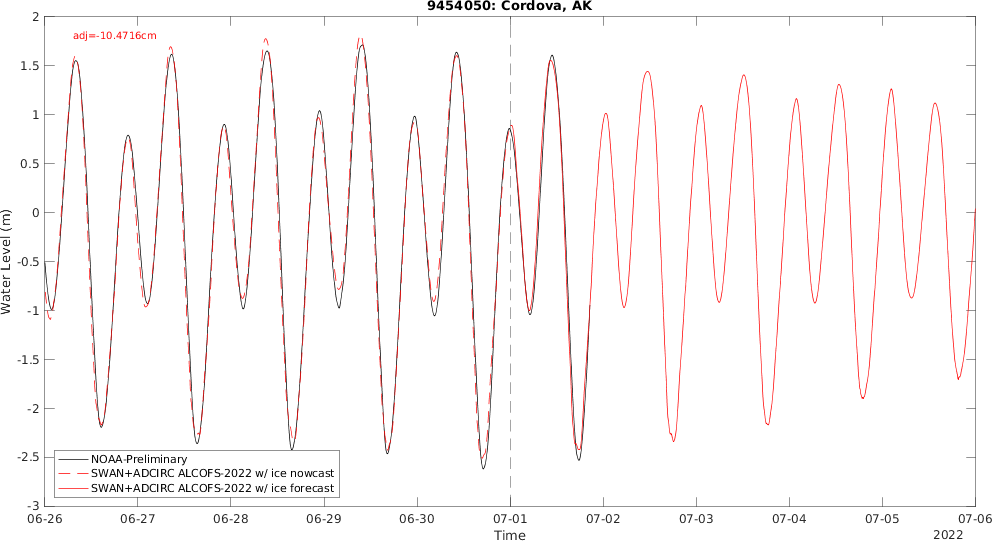 9454050: Cordova, AK
adj=-10.4716cm
Water Level (m)
2
1.5
1
0.5
0
-0.5
-1
-1.5
-2
-2.5
-3
NOAA-Preliminary
SWAN+ADCIRC ALCOFS-2022 w/ ice nowcast
SWAN+ADCIRC ALCOFS-2022 w/ ice forecast
06-26 06-27 06-28 06-29 06-30 07-01 07-02 07-03 07-04 07-05 07-06
Time
2022